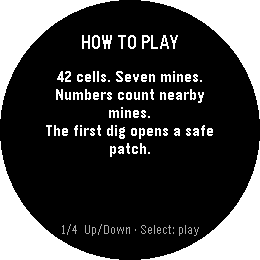 HOW TO PLAY
42 cells. Seven mines.
Numbers count nearby
mines.
The first dig opens a safe
patch.
1/4 Up/Down · Select: play